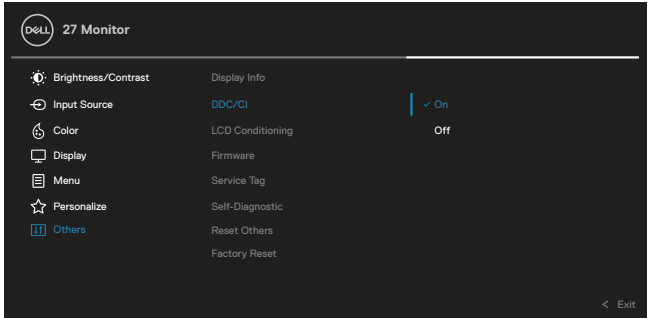 DELL 27 Monitor
Brightness/Contrast Display Info
Input Source DDC/CI ✓ On
Color LCD Conditioning Off
Display Firmware
Menu Service Tag
Personalize Self-Diagnostic
Others Reset Others
Factory Reset
< Exit